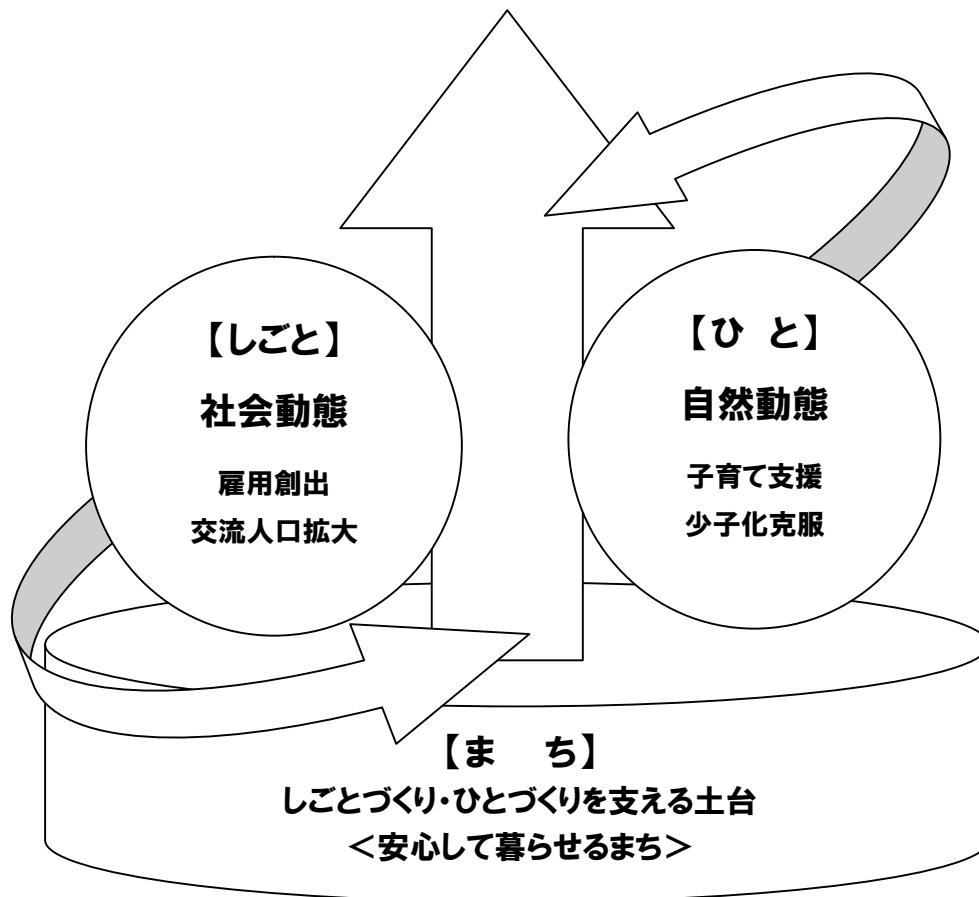 【しごと】
社会動態
雇用創出
交流人口拡大
【ひ と】
自然動態
子育て支援
少子化克服
【ま　ち】
しごとづくり・ひとづくりを支える土台
＜安心して暮らせるまち＞